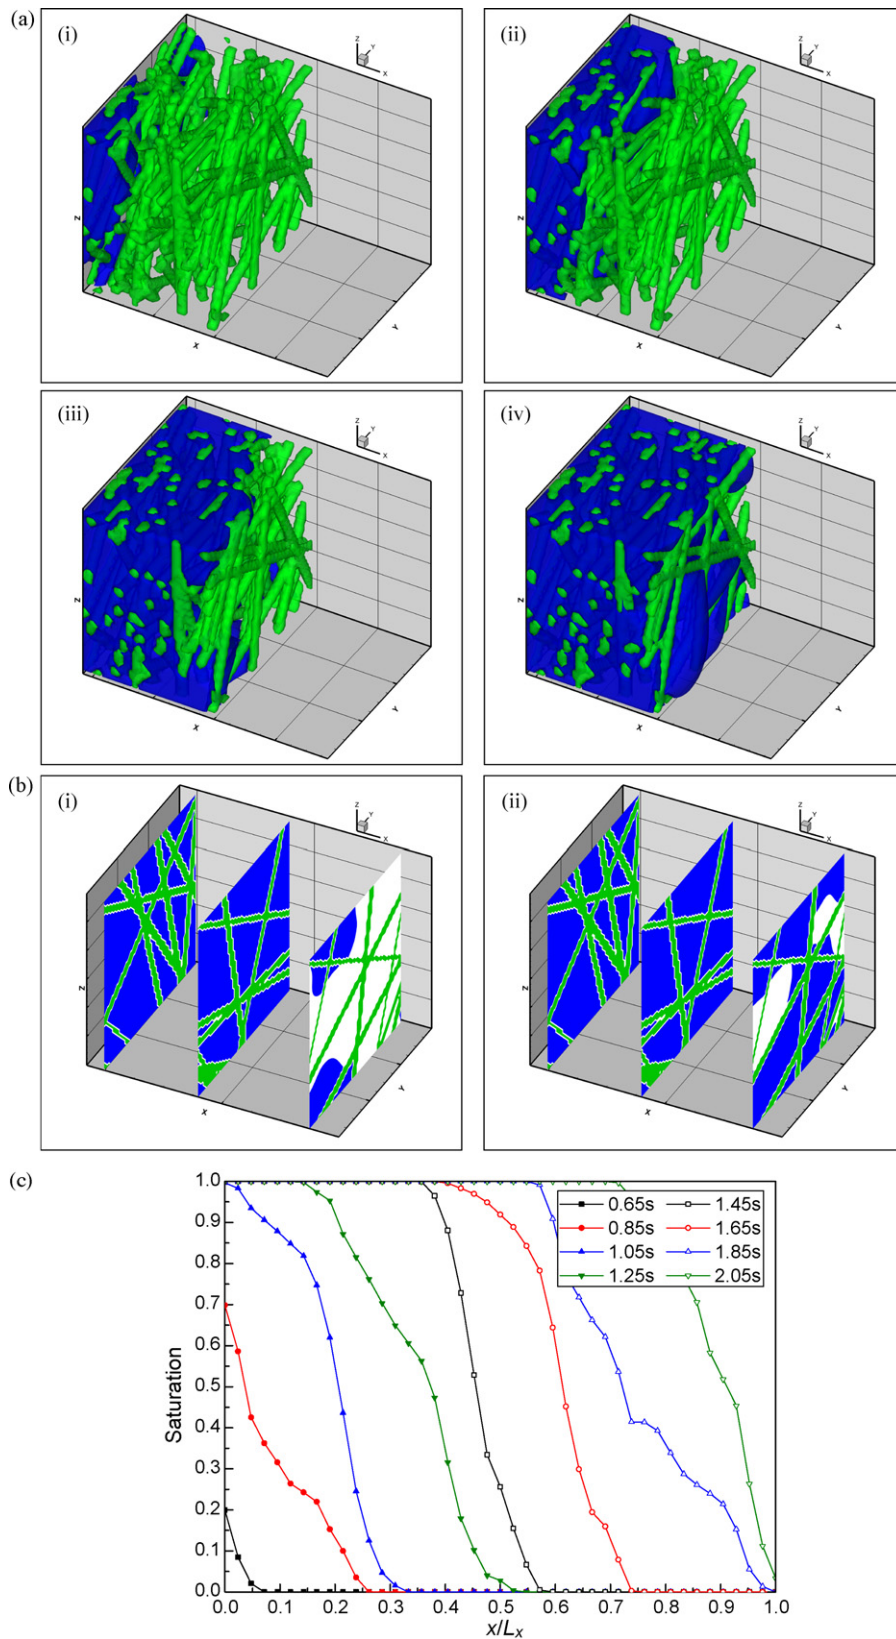 (a)
(i)
Z
Y
X
Z
X
Y
(ii)
Z
Y
X
Z
X
Y
(iii)
Z
Y
X
Z
X
Y
(iv)
Z
Y
X
Z
X
Y
(b)
(i)
Z
Y
X
Z
X
Y
(ii)
Z
Y
X
Z
X
Y
(c)
1.0
0.9
0.8
0.7
0.6
0.5
0.4
0.3
0.2
0.1
0.0
Saturation
0.65s 1.45s
0.85s 1.65s
1.05s 1.85s
1.25s 2.05s
0.0 0.1 0.2 0.3 0.4 0.5 0.6 0.7 0.8 0.9 1.0
x/Lx